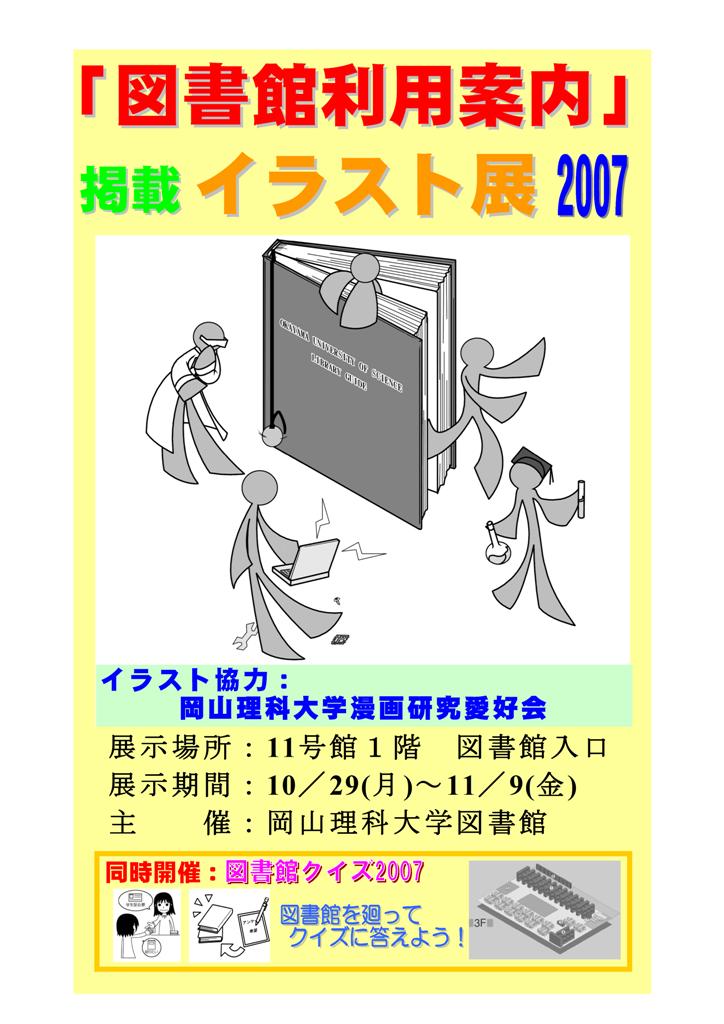 「図書館利用案内」
掲載 イラスト展 2007
OKAYAMA UNIVERSITY OF SCIENCE
LIBRARY GUIDE
イラスト協力：
岡山理科大学漫画研究愛好会
展示場所：11号館１階　図書館入口
展示期間：10／29(月)～11／9(金)
主　　催：岡山理科大学図書館
同時開催：図書館クイズ2007
図書館を廻って
クイズに答えよう！
3F